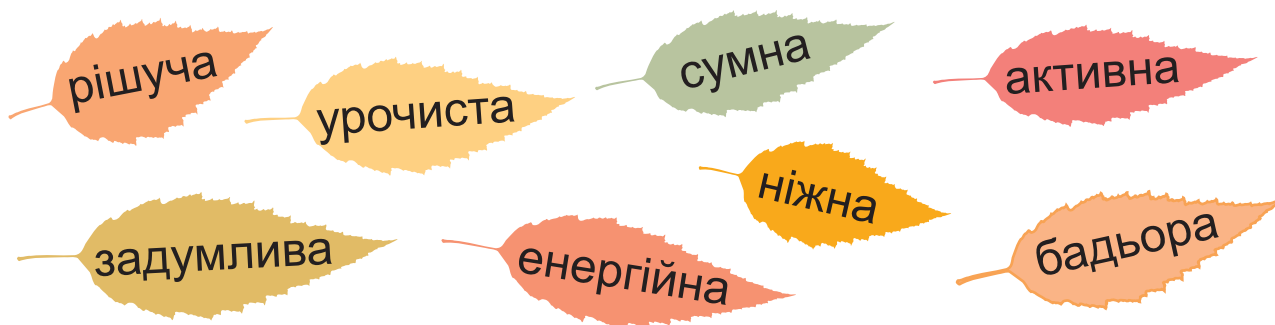 рішуча
урочиста
сумна
активна
задумлива
енергійна
ніжна
бадьора